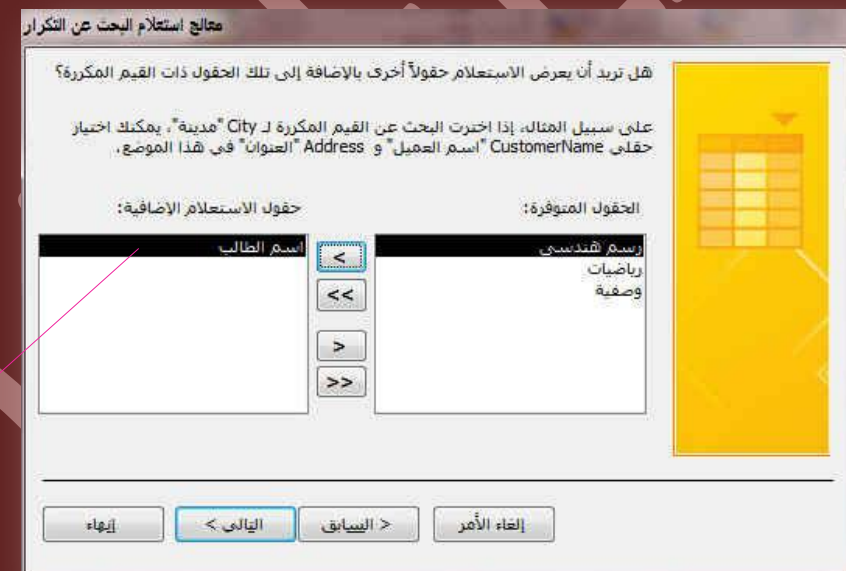 معالج استعلام البحث عن التكرار
هل تريد أن يعرض الاستعلام حقولاً أخرى بالإضافة إلى تلك الحقول ذات القيم المكررة؟
على سبيل المثال، إذا اخترت البحث عن القيم المكررة لـ City "مدينة"، يمكنك اختيار
حقلي CustomerName "اسم العميل" و Address "العنوان" في هذا الموضع.
الحقول المتوفرة:
حقول الاستعلام الإضافية:
رسم هندسي
رياضيات
وصفية
<
<<
>
>>
اسم الطالب
إلغاء الأمر
< السابق
التالي >
إنهاء